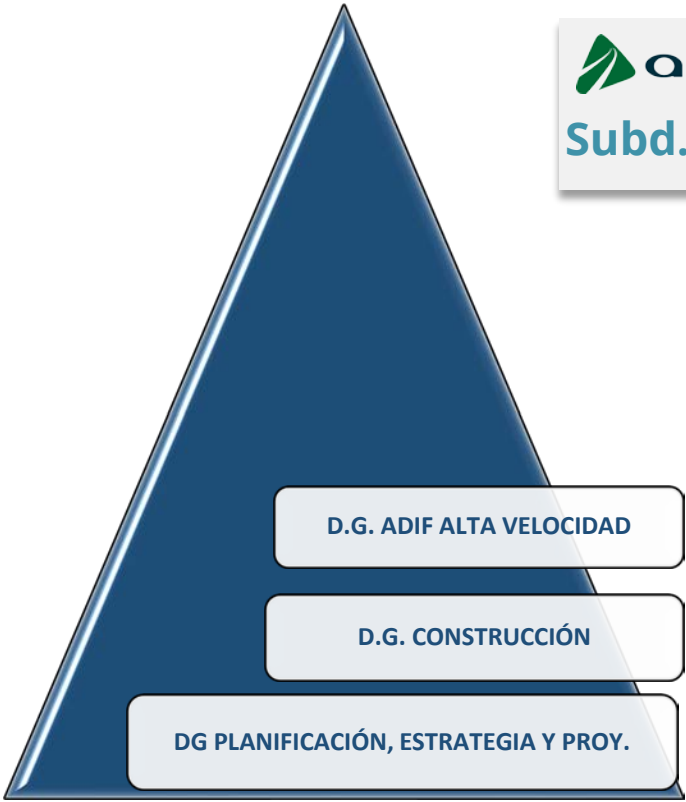 Subd.
D.G. ADIF ALTA VELOCIDAD
D.G. CONSTRUCCIÓN
DG PLANIFICACIÓN, ESTRATEGIA Y PROY.